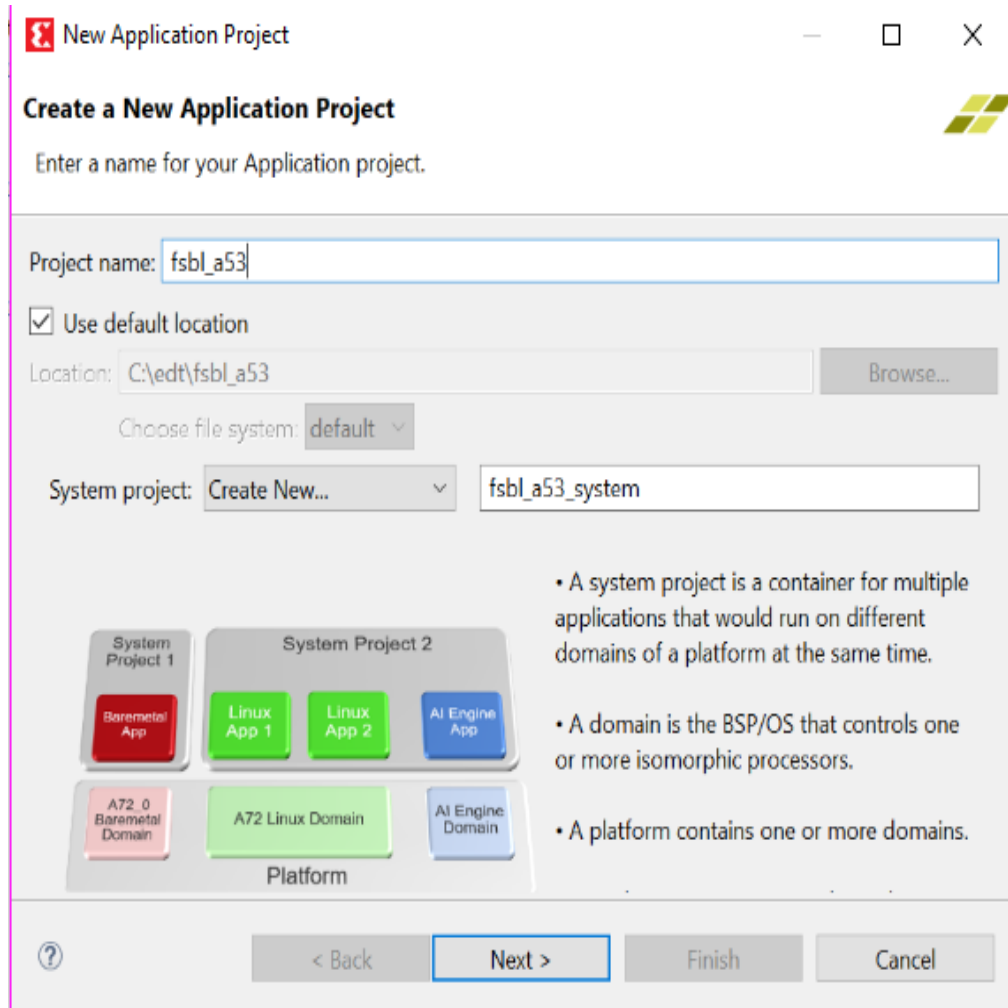 New Application Project
Create a New Application Project
Enter a name for your Application project.
Project name: fsbl_a53
Use default location
Location: C:\edt\fsbl_a53 Browse...
Choose file system: default
System project: Create New... fsbl_a53_system
• A system project is a container for multiple
applications that would run on different
domains of a platform at the same time.
• A domain is the BSP/OS that controls one
or more isomorphic processors.
• A platform contains one or more domains.
System
Project 1
System Project 2
Baremetal
App
Linux
App 1
Linux
App 2
AI Engine
App
A72_0
Baremetal
Domain
A72 Linux Domain
AI Engine
Domain
Platform
? < Back Next > Finish Cancel